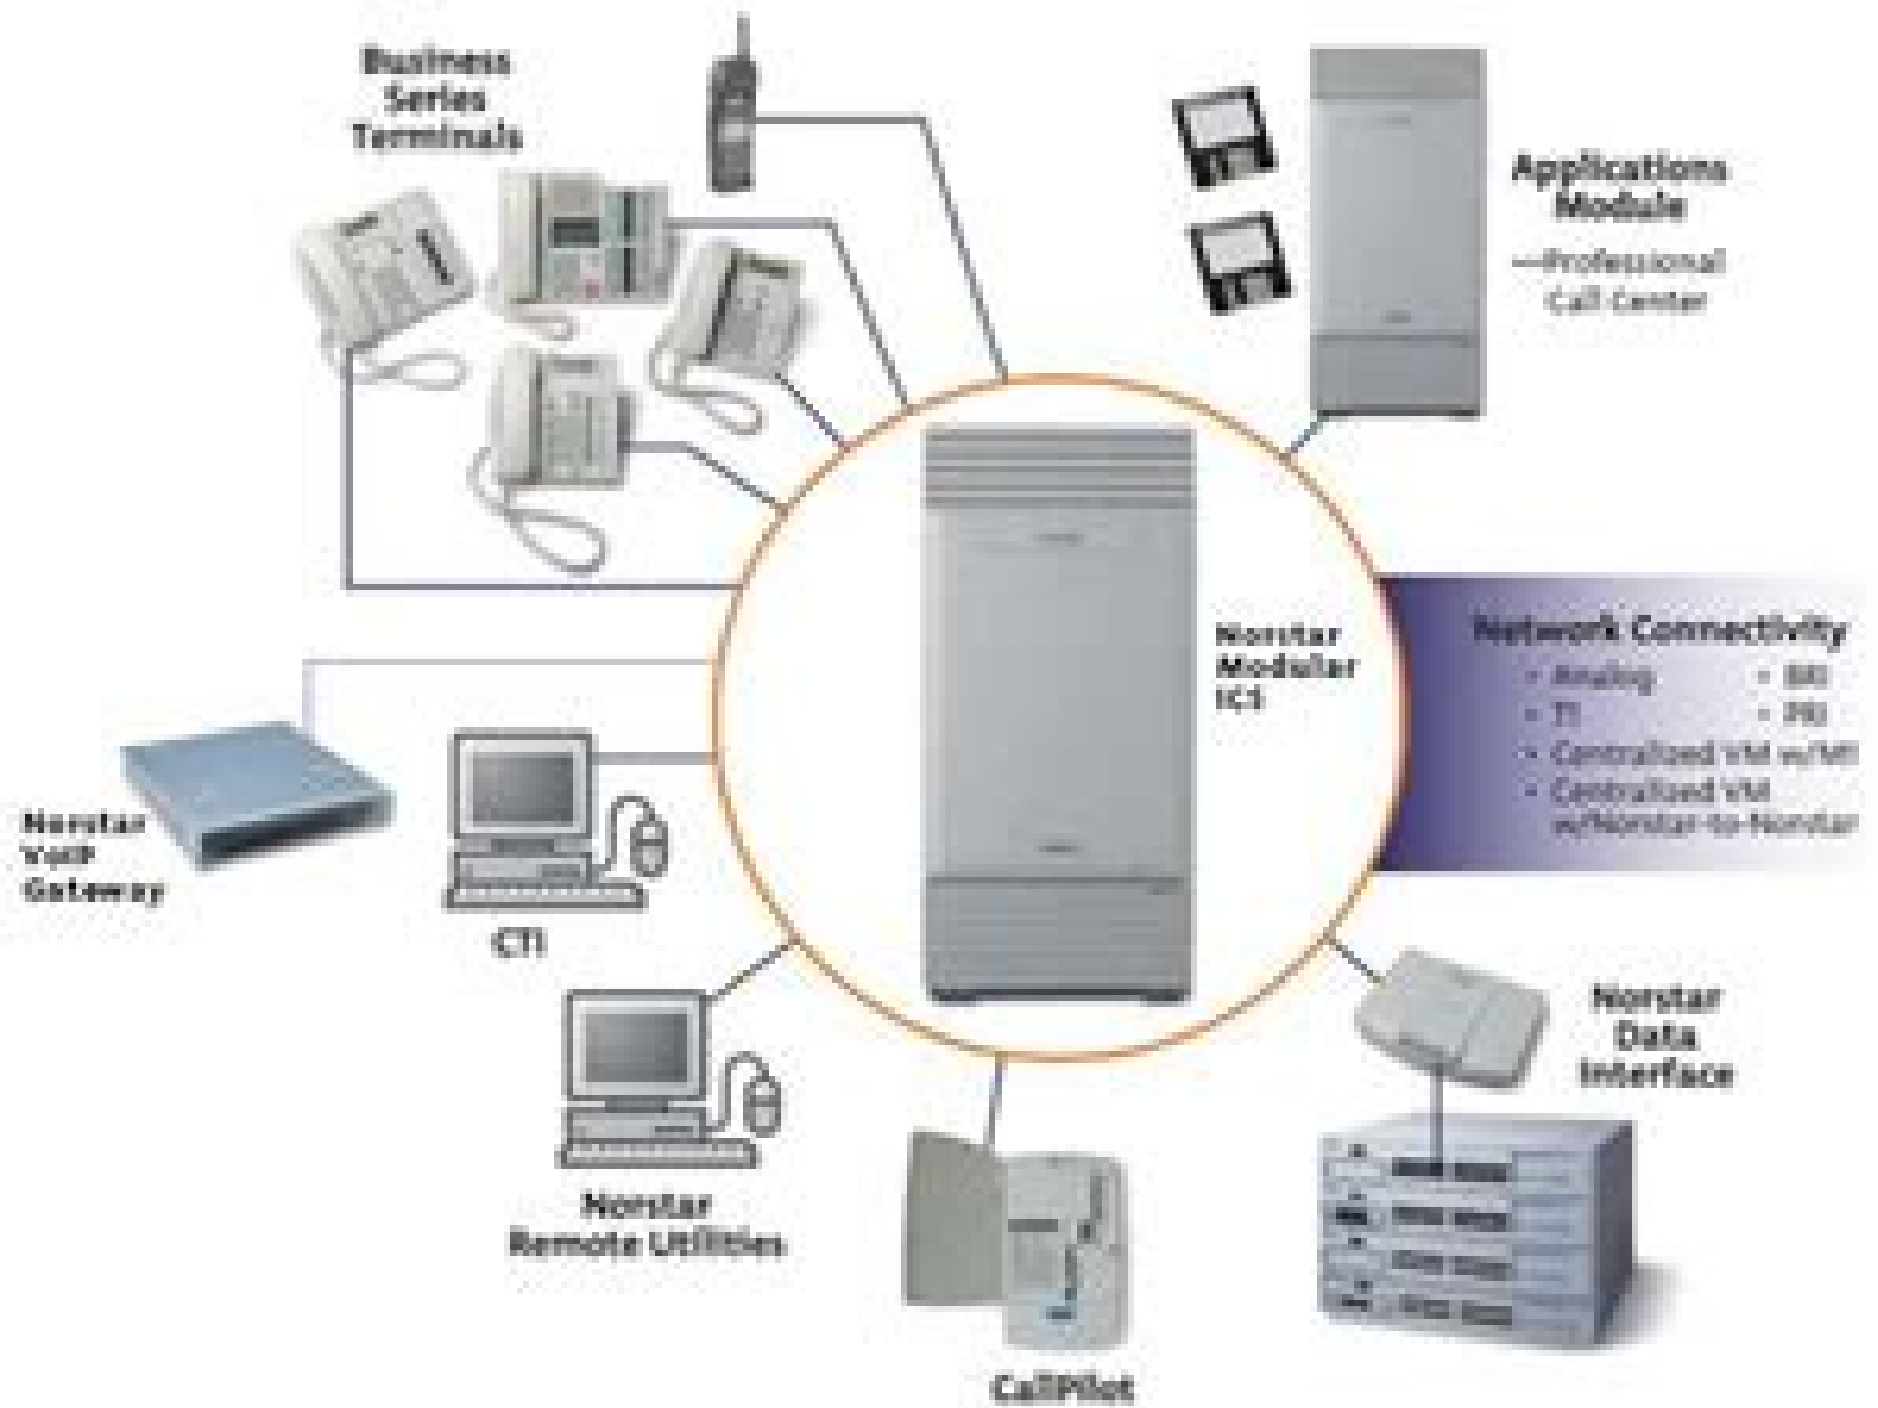 Business
Series
Terminals
Applications
Module
—Professional
Call Center
Norstar
Modular
ICS
Network Connectivity
• Analog
• BRI
• T1
• PRI
• Centralized VM w/MI
• Centralized VM
w/Norstar-to-Norstar
Norstar
VoIP
Gateway
CTI
Norstar
Remote Utilities
CallPilot
Norstar
Data
Interface